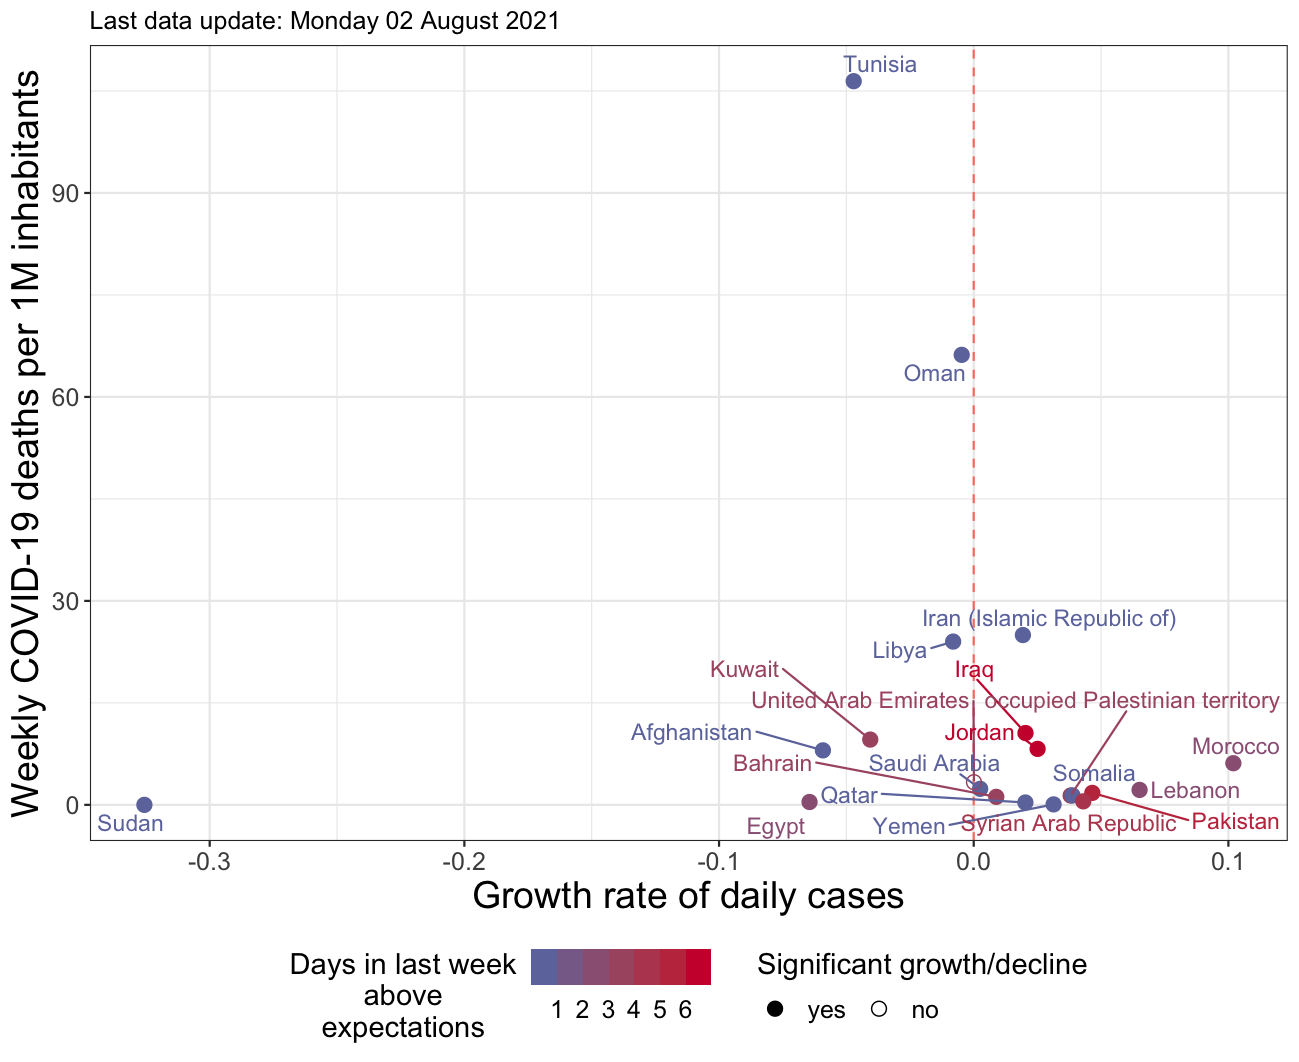 Last data update: Monday 02 August 2021
Weekly COVID-19 deaths per 1M inhabitants
90
60
30
0
Tunisia
Oman
Iran (Islamic Republic of)
Libya
Kuwait
Iraq
United Arab Emirates
occupied Palestinian territory
Afghanistan
Jordan
Morocco
Bahrain
Saudi Arabia
Somalia
Qatar
Lebanon
Sudan
Egypt
Yemen
Syrian Arab Republic
Pakistan
-0.3
-0.2
-0.1
0.0
0.1
Growth rate of daily cases
Days in last week
above
expectations
1 2 3 4 5 6
Significant growth/decline
yes
no